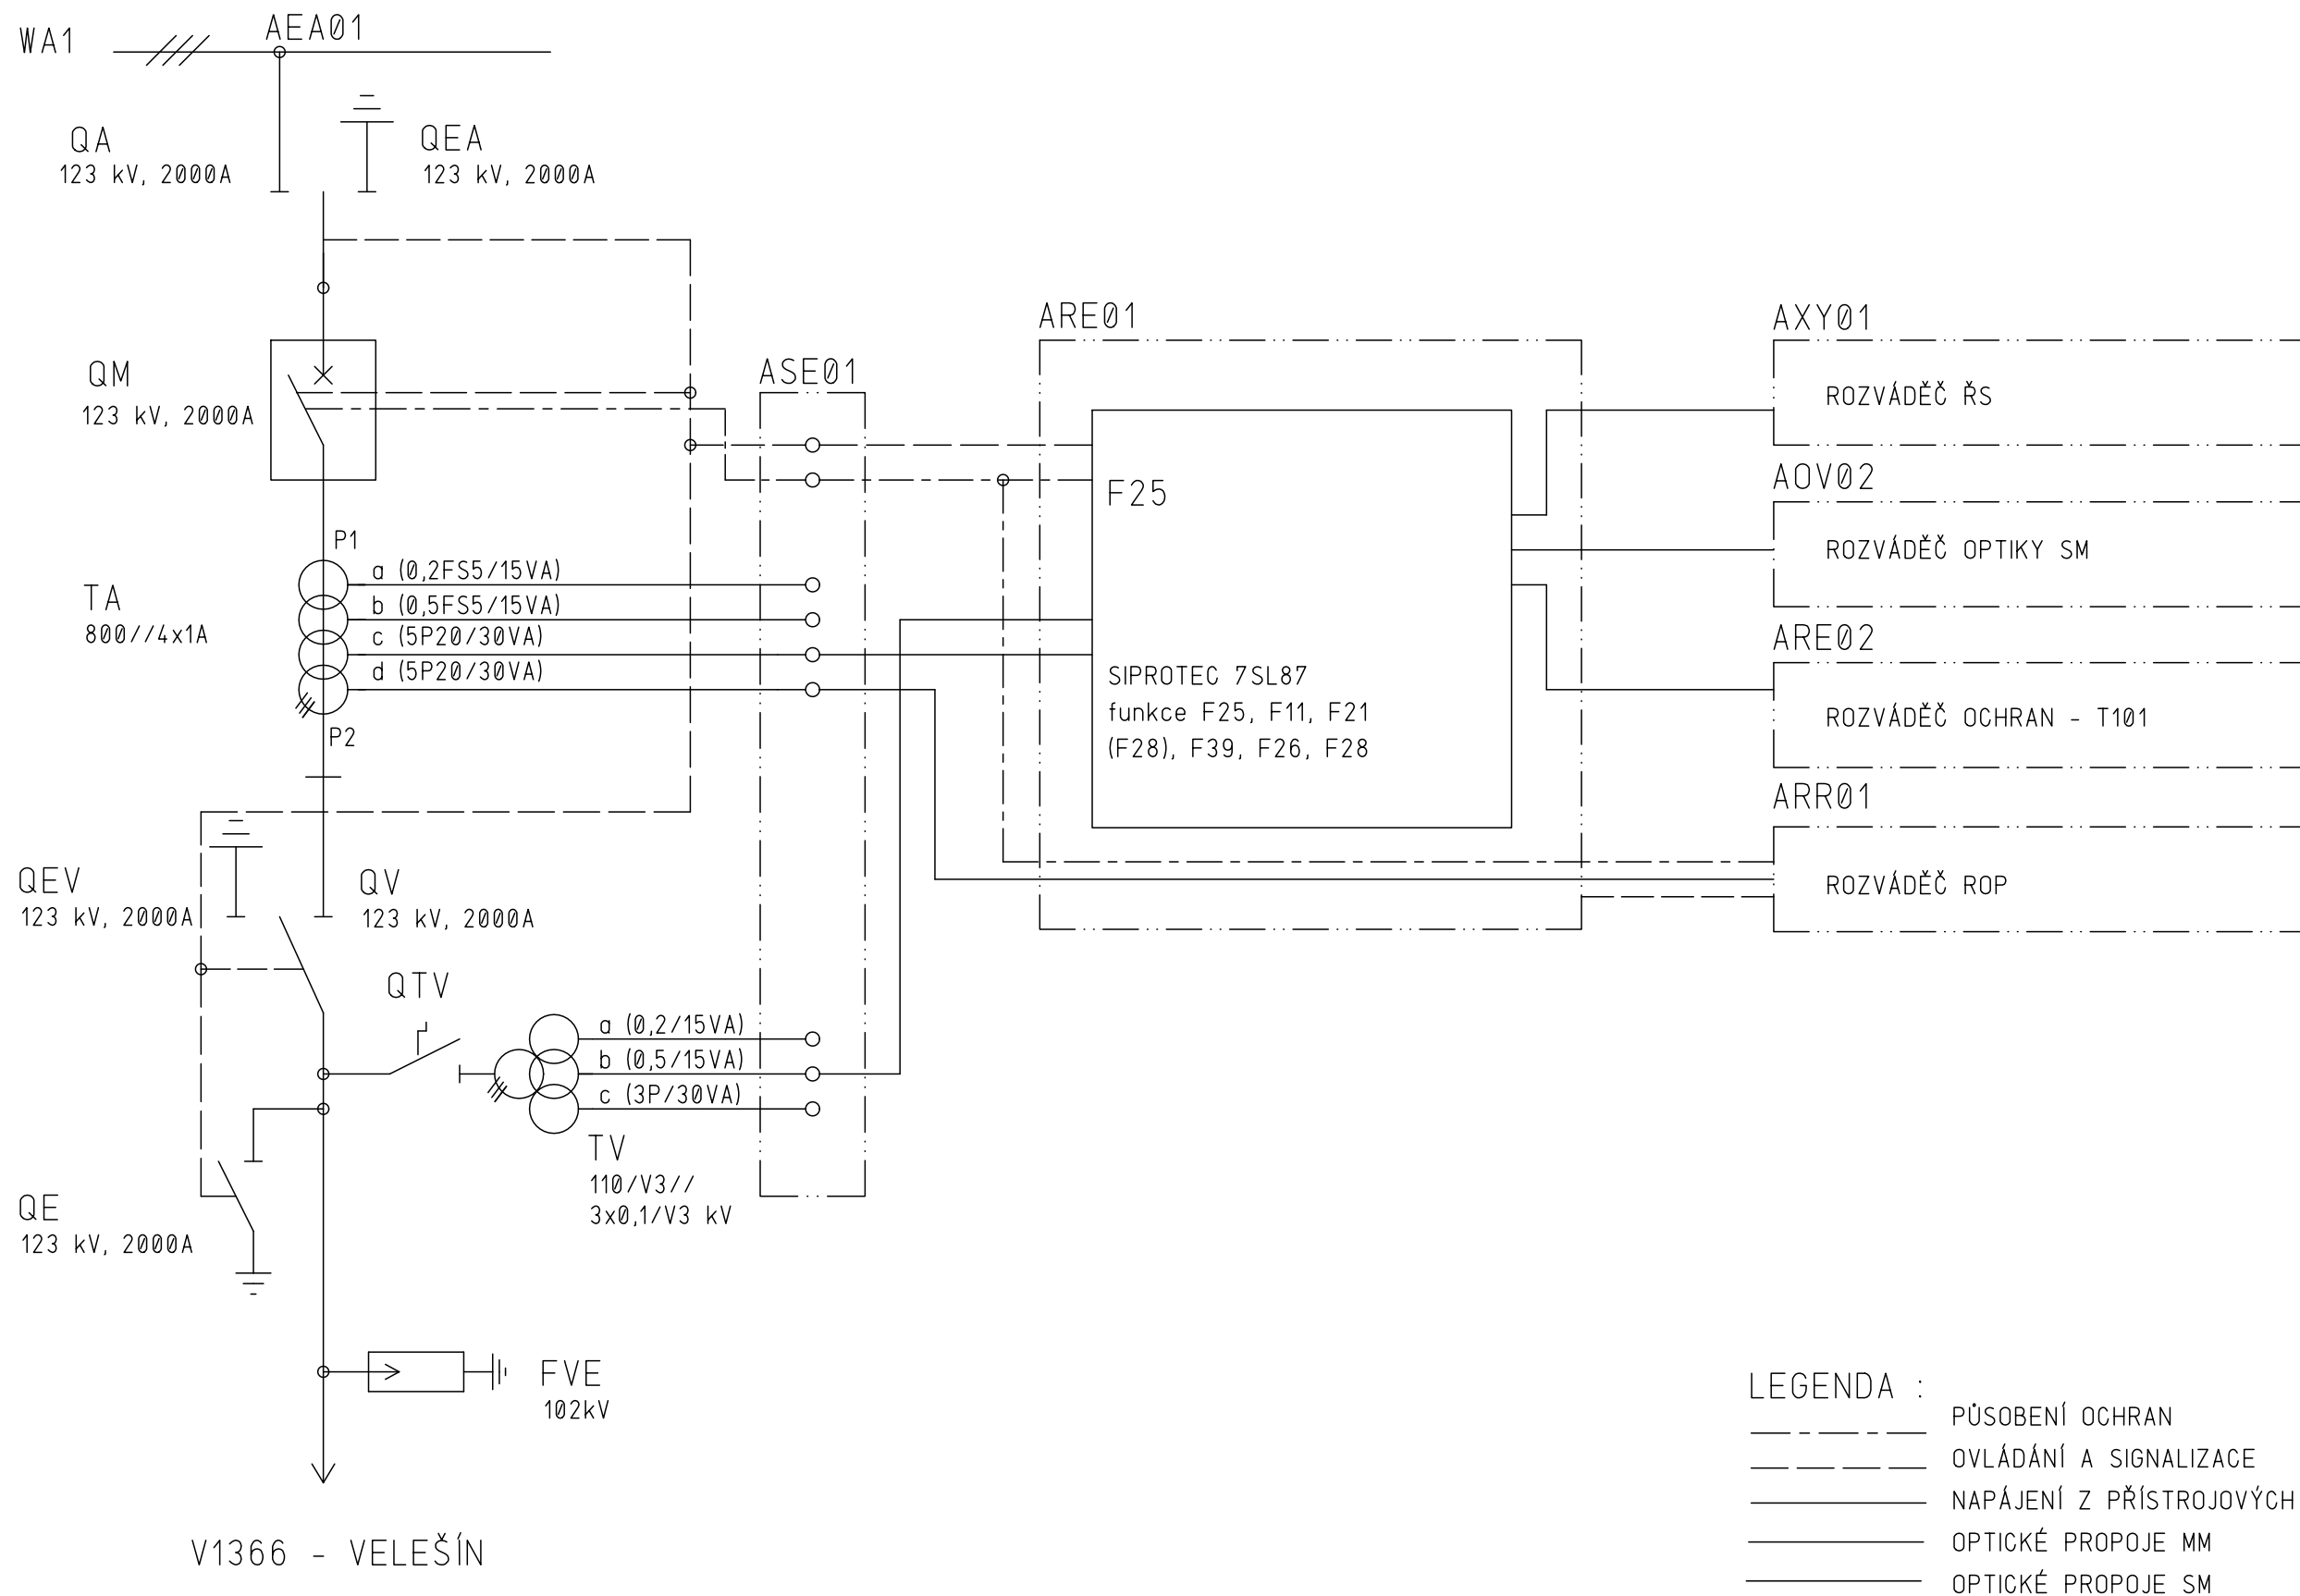 WA1
AEA01
QA
123 kV, 2000A
QEA
123 kV, 2000A
QM
123 kV, 2000A
P1
TA
800//4x1A
a (0,2FS5/15VA)
b (0,5FS5/15VA)
c (5P20/30VA)
d (5P20/30VA)
P2
QEV
123 kV, 2000A
QV
123 kV, 2000A
QTV
a (0,2/15VA)
b (0,5/15VA)
c (3P/30VA)
TV
110/V3//
3x0,1/V3 kV
QE
123 kV, 2000A
FVE
102kV
V1366 - VELEŠÍN
ASE01
ARE01
F25
SIPROTEC 7SL87
funkce F25, F11, F21
(F28), F39, F26, F28
AXY01
ROZVÁDĚČ ŘS
AOV02
ROZVÁDĚČ OPTIKY SM
ARE02
ROZVÁDĚČ OCHRAN - T101
ARR01
ROZVÁDĚČ ROP
LEGENDA :
PŮSOBENÍ OCHRAN
OVLÁDÁNÍ A SIGNALIZACE
NAPÁJENÍ Z PŘÍSTROJOVÝCH
OPTICKÉ PROPOJE MM
OPTICKÉ PROPOJE SM